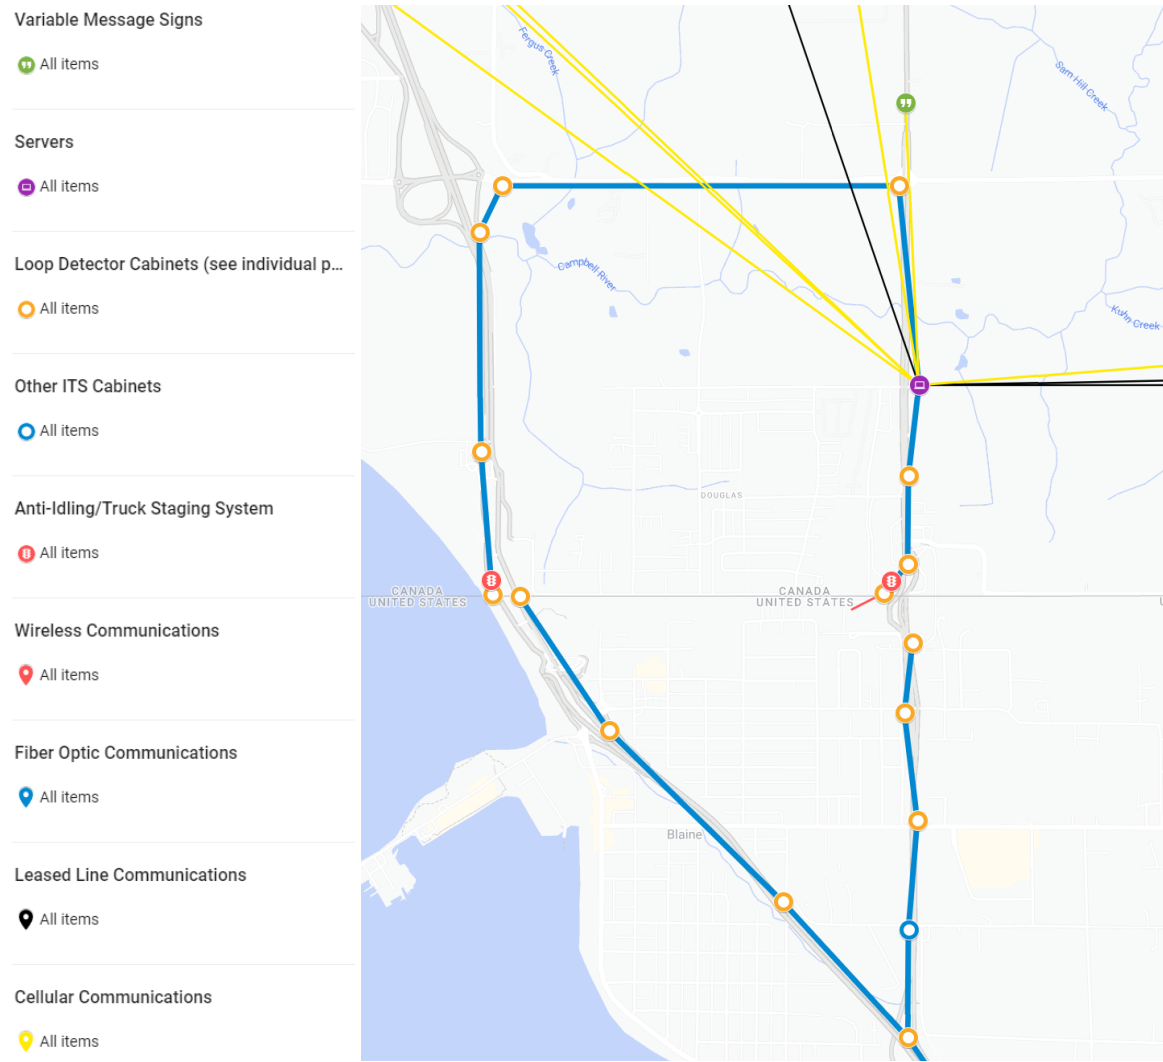 Variable Message Signs
All items
Servers
All items
Loop Detector Cabinets (see individual p...
All items
Other ITS Cabinets
All items
Anti-Idling/Truck Staging System
All items
Wireless Communications
All items
Fiber Optic Communications
All items
Leased Line Communications
All items
Cellular Communications
All items
Fergus Creek
Sam Hill Creek
Campbell River
Kuhn Creek
DOUGLAS
CANADA
UNITED STATES
CANADA
UNITED STATES
U
Blaine